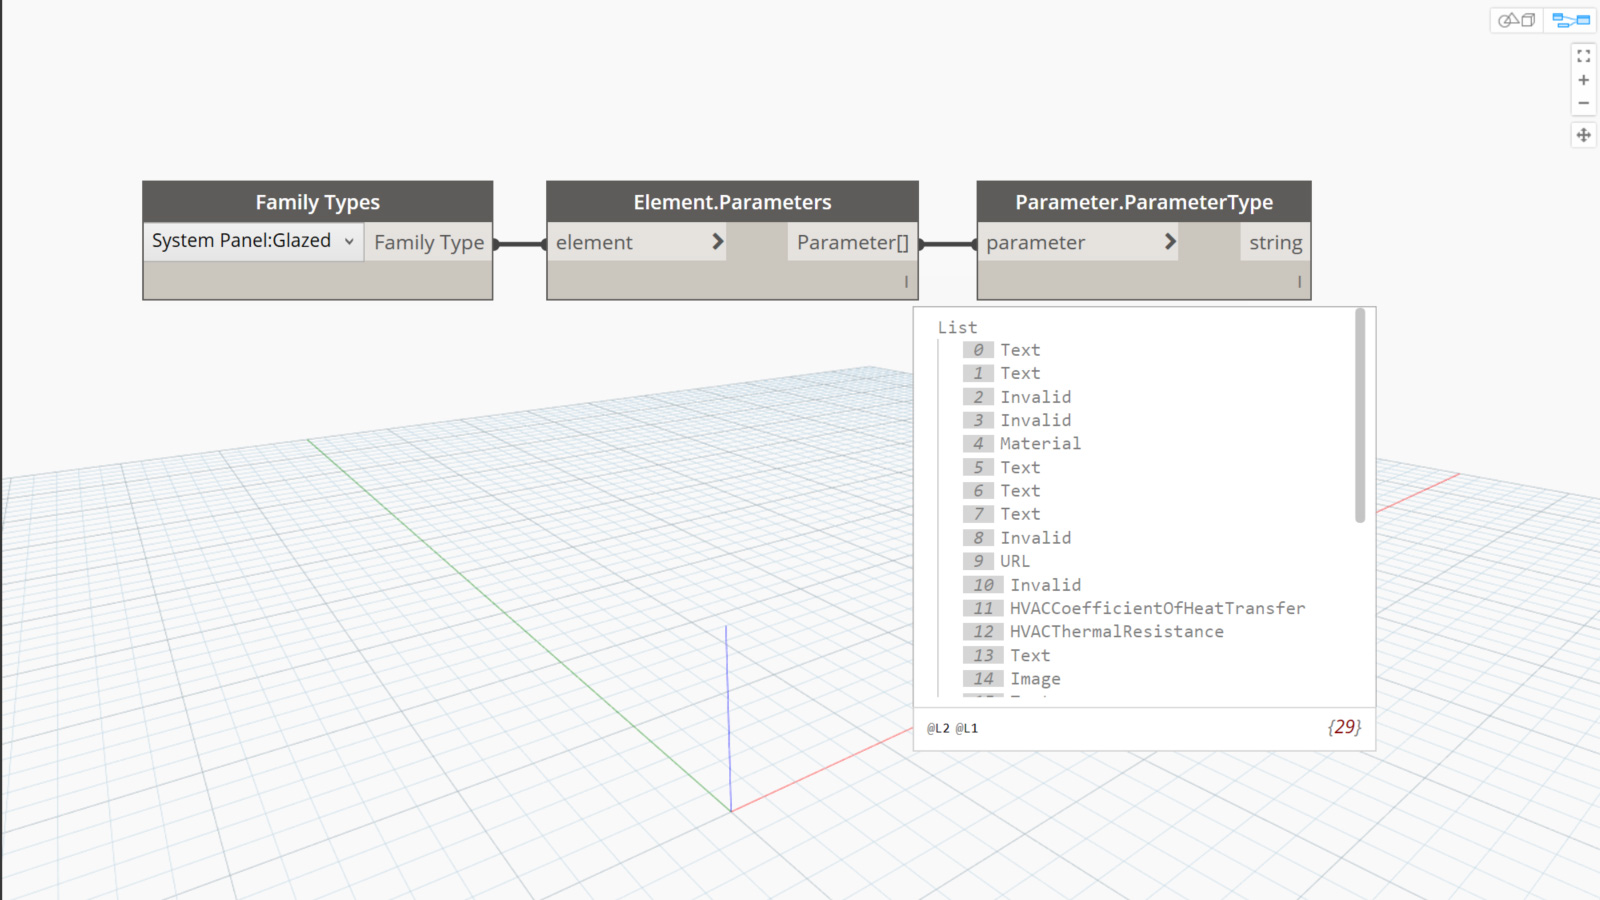 Family Types
System Panel:Glazed
Family Type
Element.Parameters
element
Parameter[]
Parameter.ParameterType
parameter
string
List
0 Text
1 Text
2 Invalid
3 Invalid
4 Material
5 Text
6 Text
7 Text
8 Invalid
9 URL
10 Invalid
11 HVACCoefficientOfHeatTransfer
12 HVACThermalResistance
13 Text
14 Image
@L2 @L1
{29}